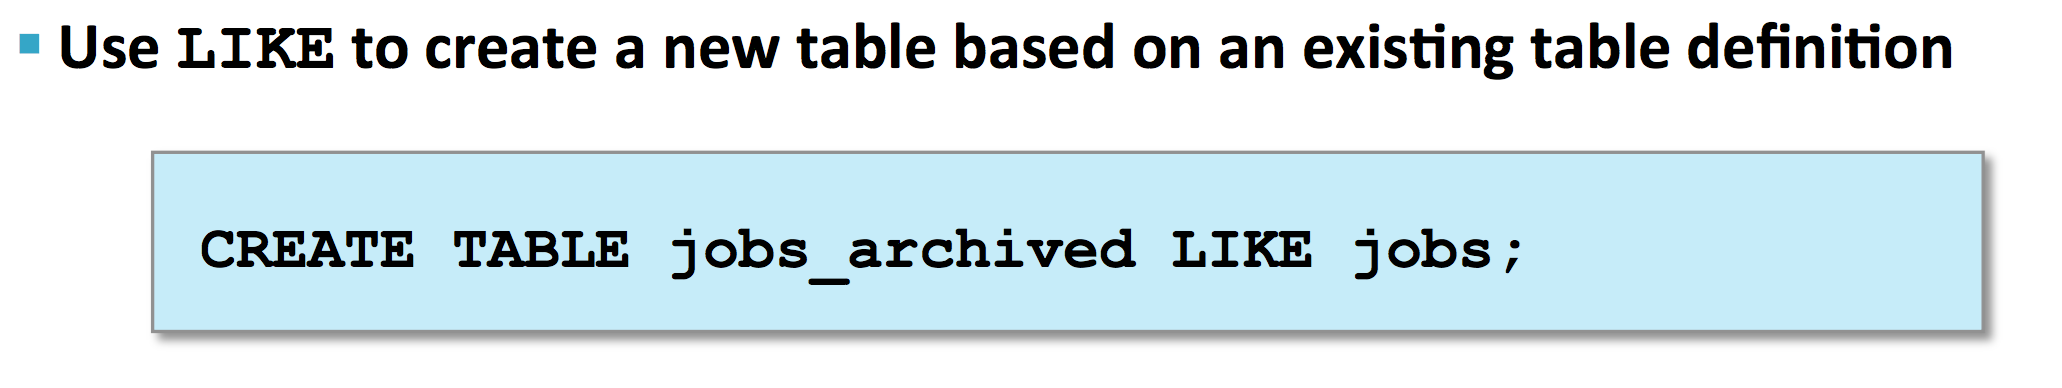 Use LIKE to create a new table based on an existing table definition
CREATE TABLE jobs_archived LIKE jobs;